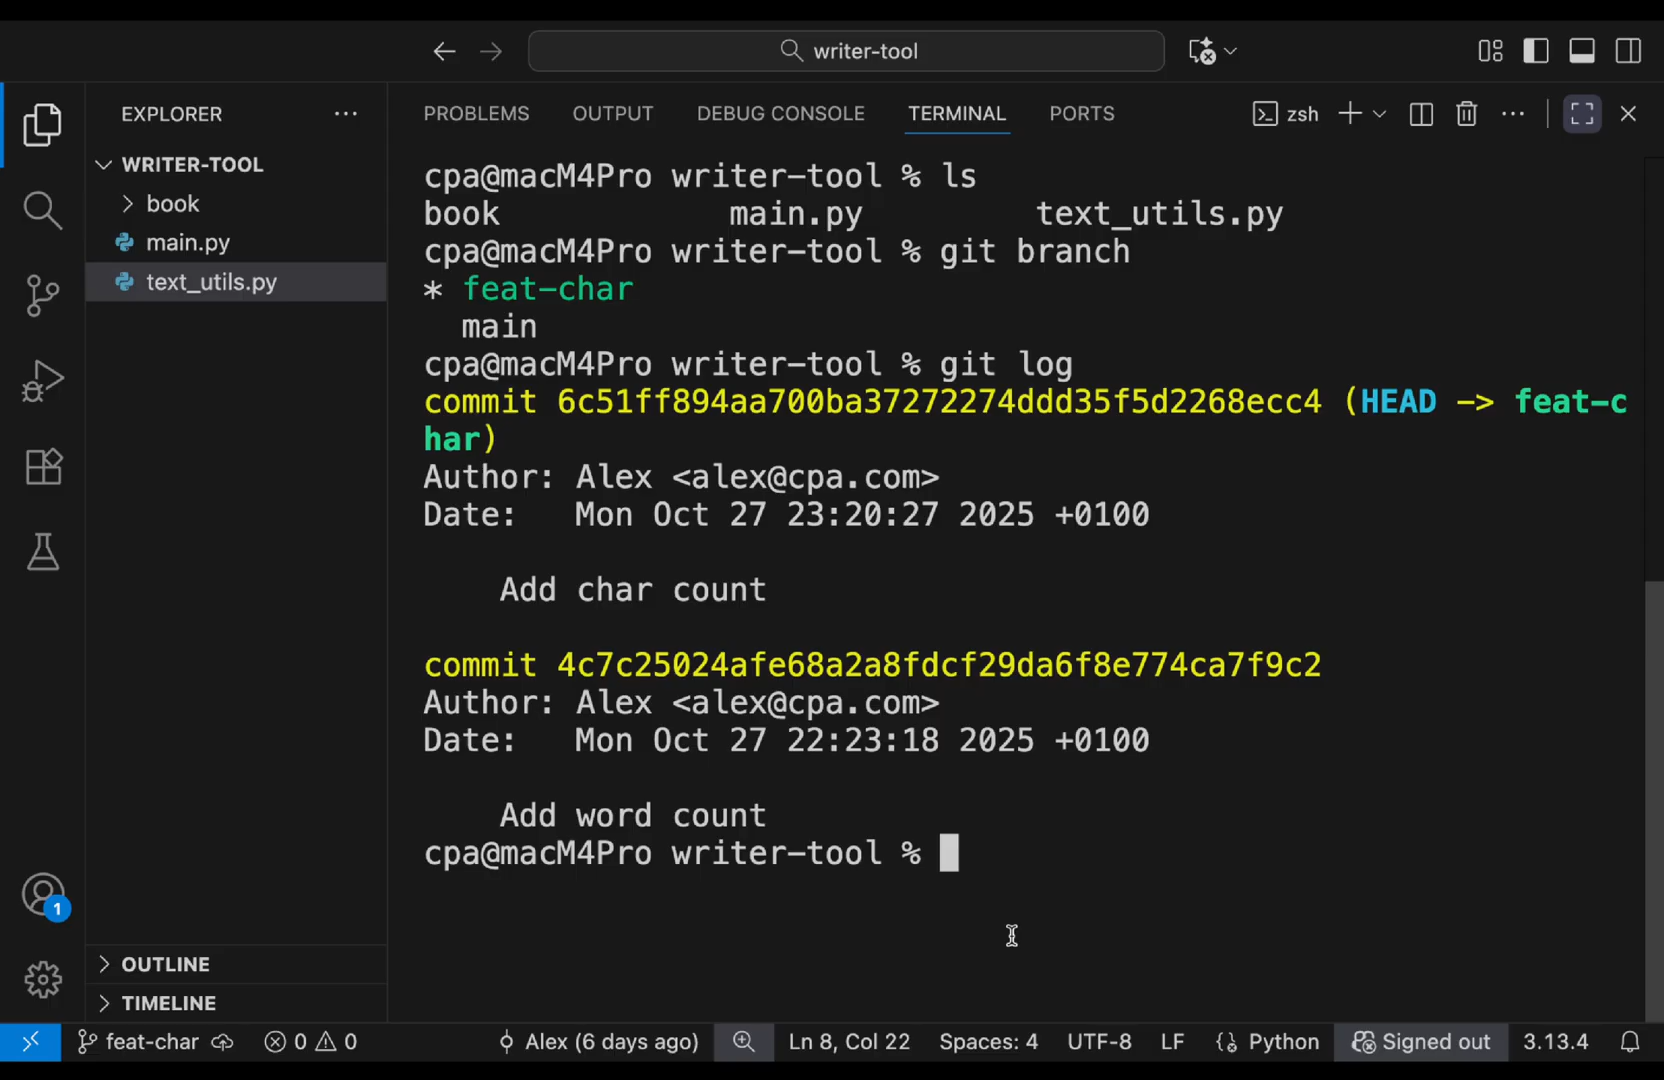 writer-tool
EXPLORER
WRITER-TOOL
book
main.py
text_utils.py
OUTLINE
TIMELINE
PROBLEMS OUTPUT DEBUG CONSOLE TERMINAL PORTS zsh
cpa@macM4Pro writer-tool % ls
book main.py text_utils.py
cpa@macM4Pro writer-tool % git branch
* feat-char
main
cpa@macM4Pro writer-tool % git log
commit 6c51ff894aa700ba37272274ddd35f5d2268ecc4 (HEAD -> feat-c
har)
Author: Alex <alex@cpa.com>
Date: Mon Oct 27 23:20:27 2025 +0100
Add char count
commit 4c7c25024afe68a2a8fdcf29da6f8e774ca7f9c2
Author: Alex <alex@cpa.com>
Date: Mon Oct 27 22:23:18 2025 +0100
Add word count
cpa@macM4Pro writer-tool %
1
feat-char 0 0 Alex (6 days ago) Ln 8, Col 22 Spaces: 4 UTF-8 LF Python Signed out 3.13.4